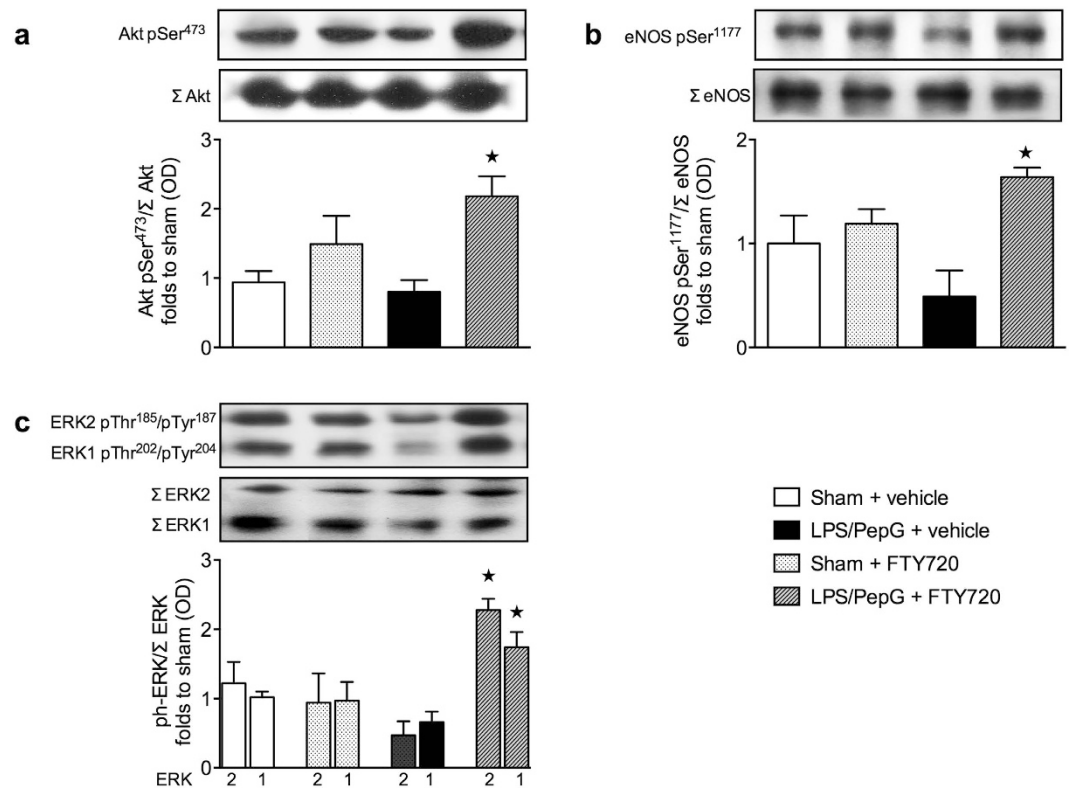 a
Akt pSer⁴⁷³
Σ Akt
Akt pSer⁴⁷³/Σ Akt
folds to sham (OD)
3
2
1
0
★
b
eNOS pSer¹¹⁷⁷
Σ eNOS
eNOS pSer¹¹⁷⁷/Σ eNOS
folds to sham (OD)
2
1
0
★
c
ERK2 pThr¹⁸⁵/pTyr¹⁸⁷
ERK1 pThr²⁰²/pTyr²⁰⁴
Σ ERK2
Σ ERK1
ph-ERK/Σ ERK
folds to sham (OD)
3
2
1
0
★
★
ERK 2 1 2 1 2 1 2 1
Sham + vehicle
LPS/PepG + vehicle
Sham + FTY720
LPS/PepG + FTY720